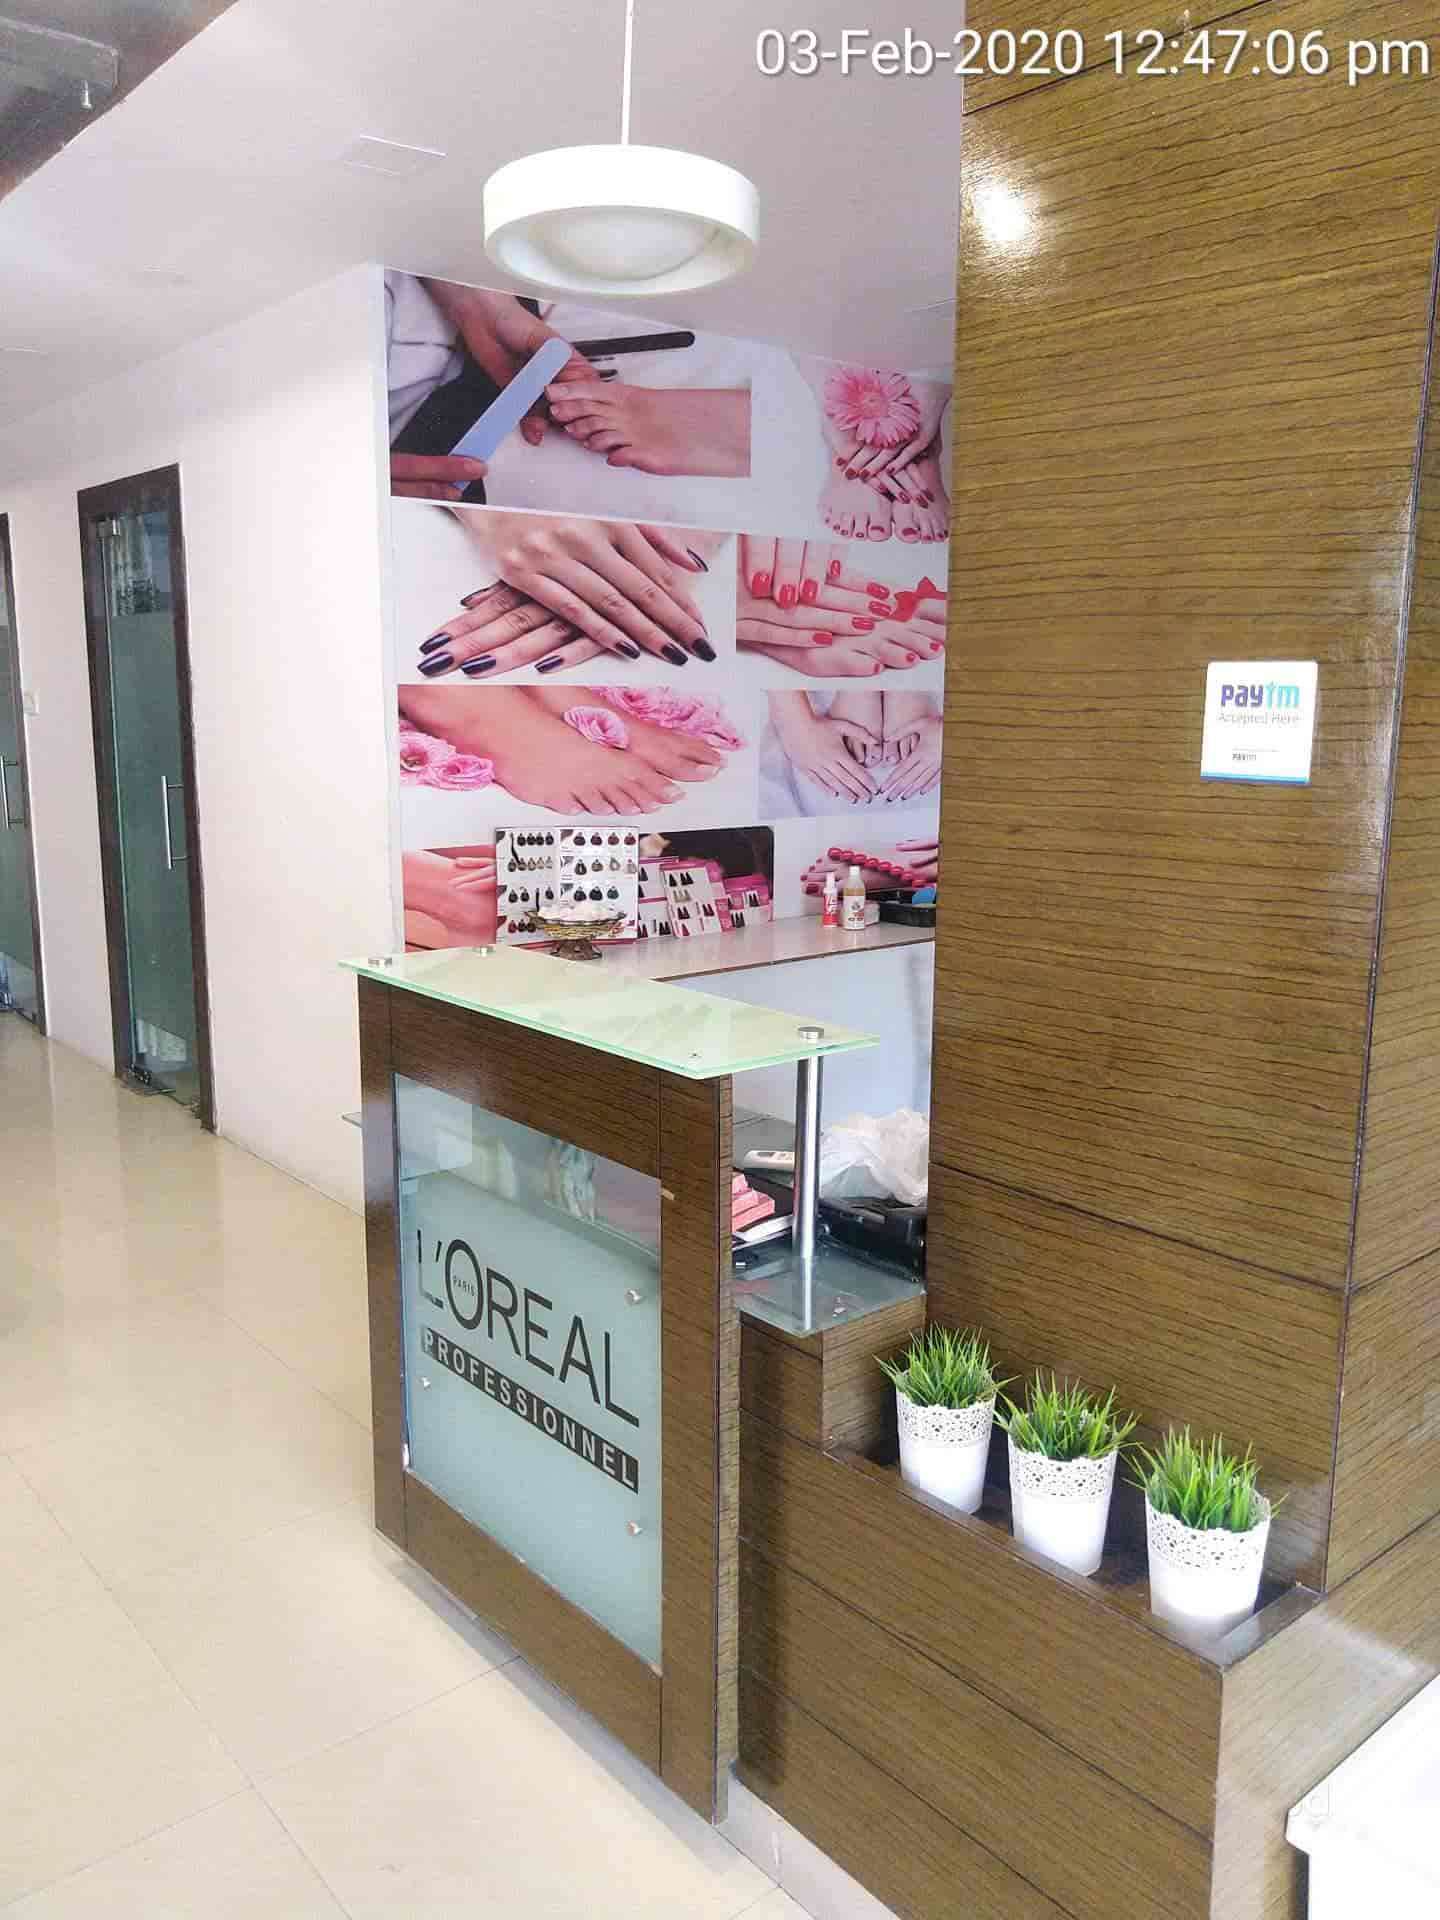 03-Feb-2020 12:47:06 pm
paytm
Accepted Here
L'OREAL
PARIS
PROFESSIONNEL